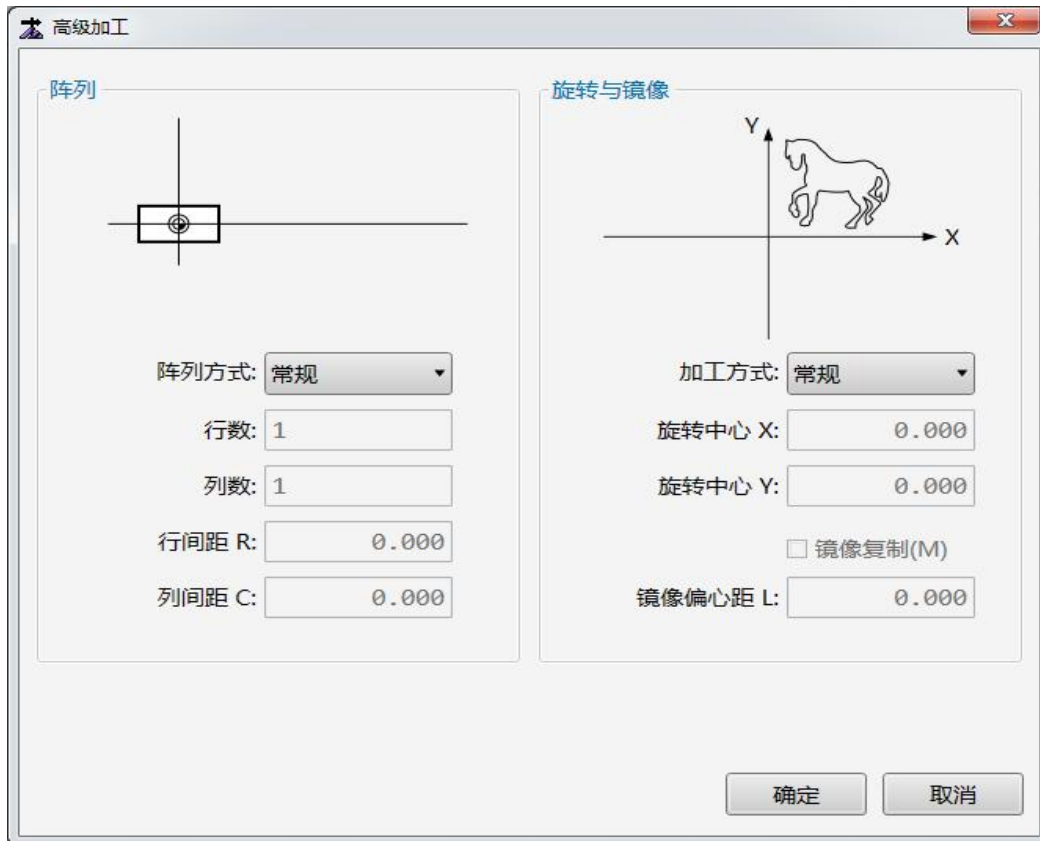 高级加工
阵列
阵列方式: 常规
行数: 1
列数: 1
行间距 R: 0.000
列间距 C: 0.000
旋转与镜像
Y
X
加工方式: 常规
旋转中心 X: 0.000
旋转中心 Y: 0.000
镜像复制(M)
镜像偏心距 L: 0.000
确定
取消